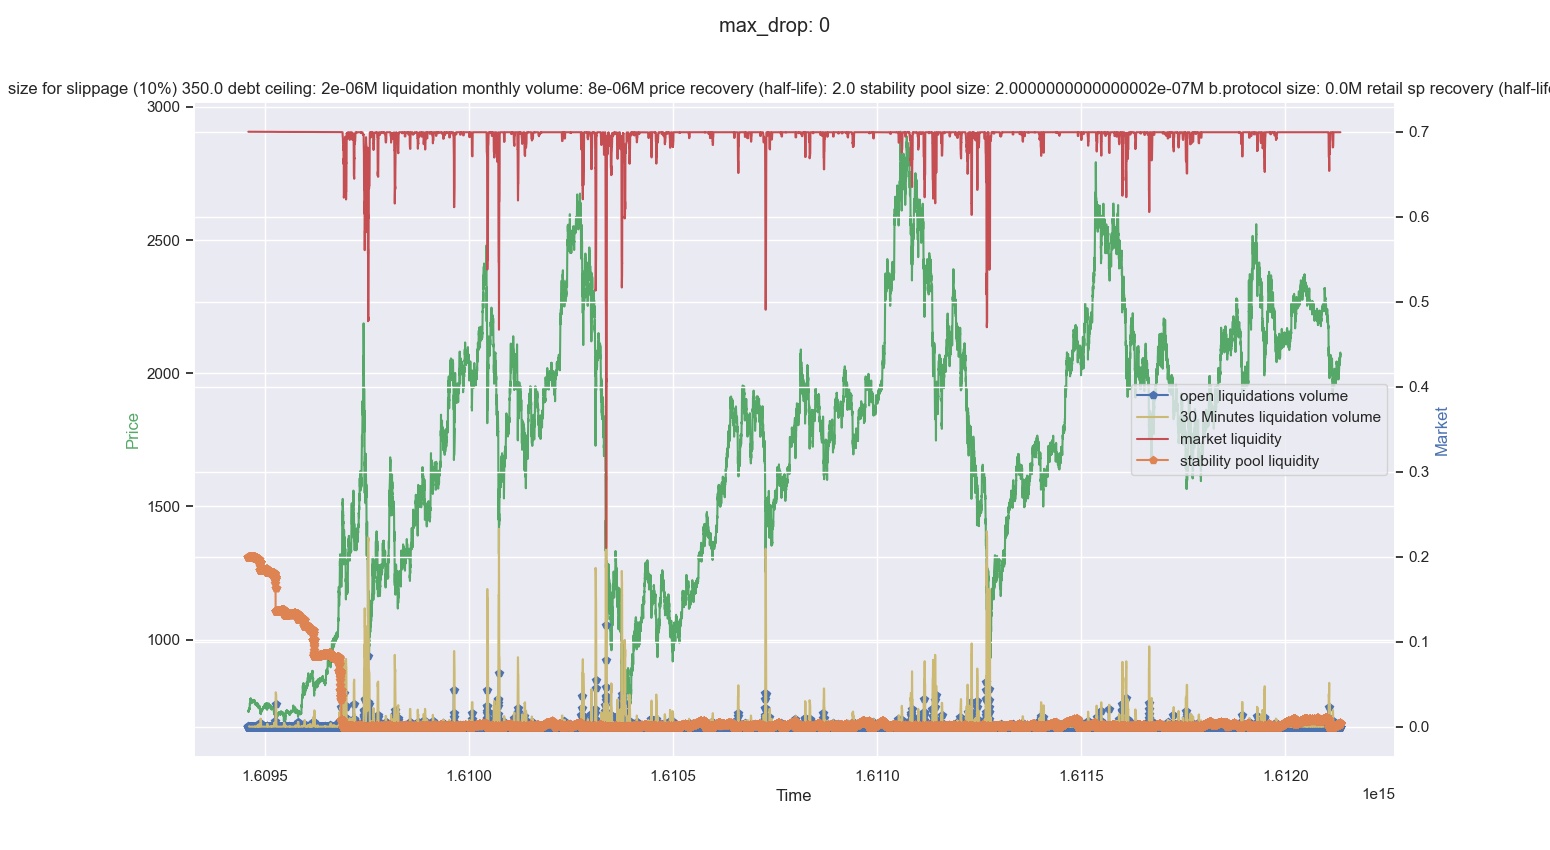 max_drop: 0
size for slippage (10%) 350.0 debt ceiling: 2e-06M liquidation monthly volume: 8e-06M price recovery (half-life): 2.0 stability pool size: 2.0000000000000002e-07M b.protocol size: 0.0M retail sp recovery (half-life
3000
2500
2000
1500
1000
Price
0.7
0.6
0.5
0.4
0.3
0.2
0.1
0.0
Market
open liquidations volume
30 Minutes liquidation volume
market liquidity
stability pool liquidity
1.6095
1.6100
1.6105
1.6110
1.6115
1.6120
1e15
Time